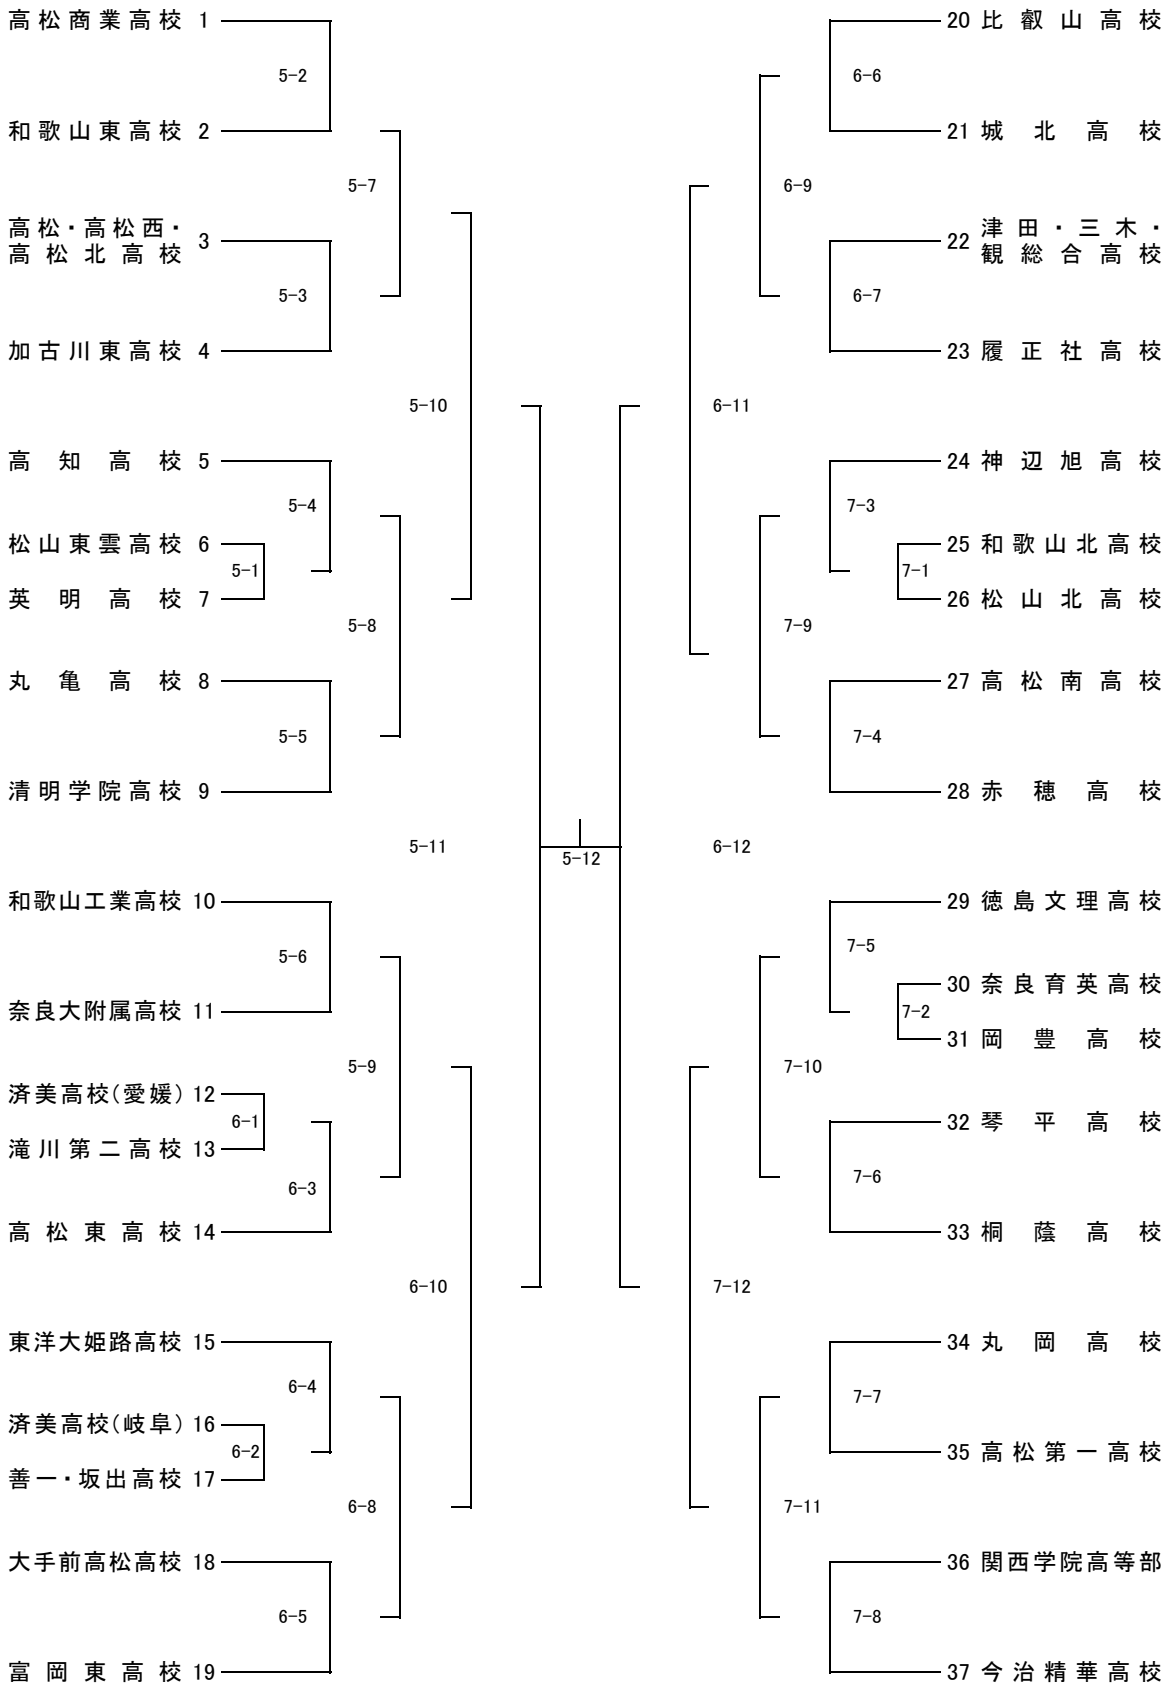 高松商業高校 1
5-2
和歌山東高校 2
5-7
高松・高松西・
高松北高校 3
5-3
加古川東高校 4
5-10
高知高校 5
5-4
松山東雲高校 6
5-1
英明高校 7
5-8
丸亀高校 8
5-5
清明学院高校 9
5-11
和歌山工業高校 10
5-6
奈良大附属高校 11
5-9
済美高校(愛媛) 12
6-1
滝川第二高校 13
6-3
高松東高校 14
6-10
東洋大姫路高校 15
6-4
済美高校(岐阜) 16
6-2
善一・坂出高校 17
6-8
大手前高松高校 18
6-5
富岡東高校 19
5-12
20 比叡山高校
6-6
21 城北高校
6-9
22 津田・三木・
観総合高校
6-7
23 履正社高校
6-11
24 神辺旭高校
7-3
25 和歌山北高校
7-1
26 松山北高校
7-9
27 高松南高校
7-4
28 赤穂高校
6-12
29 徳島文理高校
7-5
30 奈良育英高校
7-2
31 岡豊高校
7-10
32 琴平高校
7-6
33 桐蔭高校
7-12
34 丸岡高校
7-7
35 高松第一高校
7-11
36 関西学院高等部
7-8
37 今治精華高校